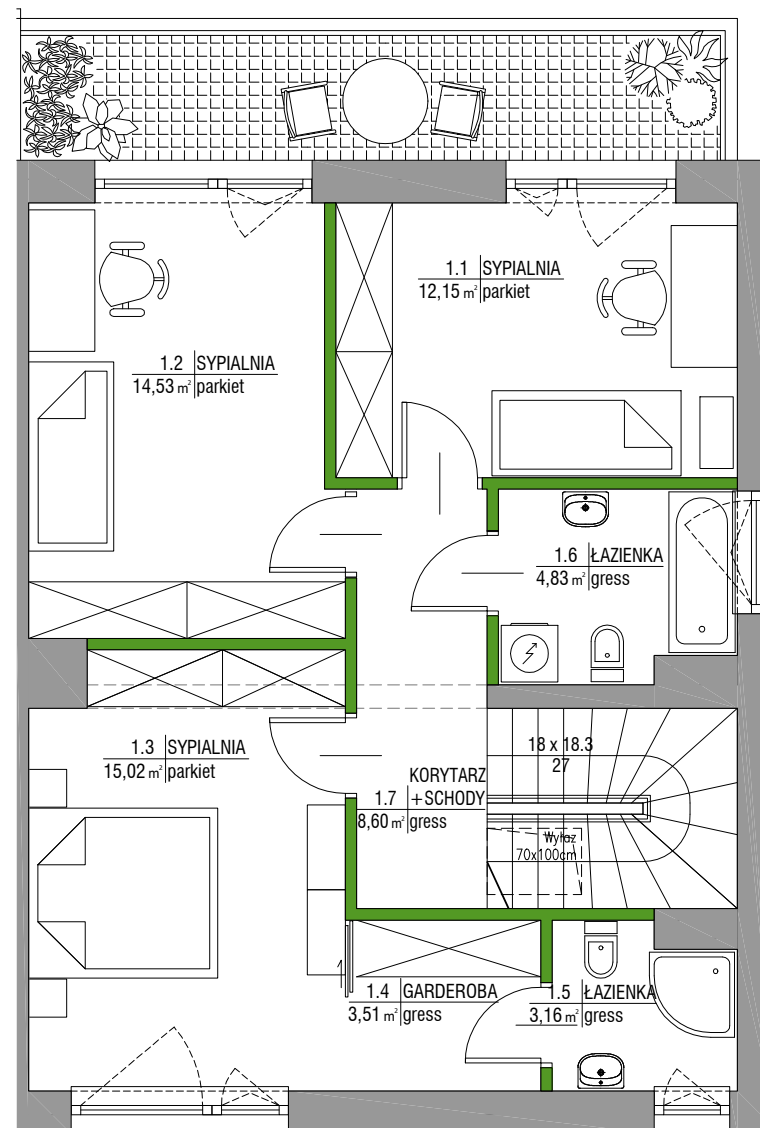 1.1 SYPIALNIA
12,15 m² parkiet
1.2 SYPIALNIA
14,53 m² parkiet
1.6 ŁAZIENKA
4,83 m² gress
1.3 SYPIALNIA
15,02 m² parkiet
18 x 18.3
27
KORYTARZ
1.7 +SCHODY
8,60 m² gress
Wyłaz
70x100cm
1.4 GARDEROBA
3,51 m² gress
1.5 ŁAZIENKA
3,16 m² gress